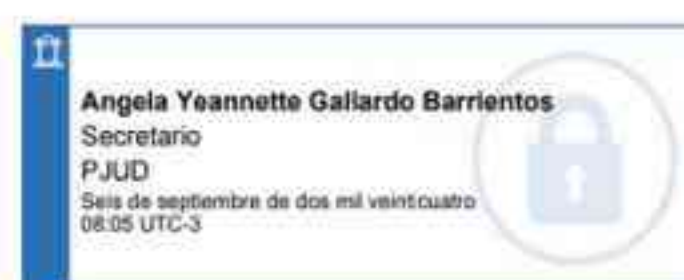 Angela Yeannette Gallardo Barrientos
Secretario
PJUD
Seis de septiembre de dos mil veinticuatro
08:05 UTC-3